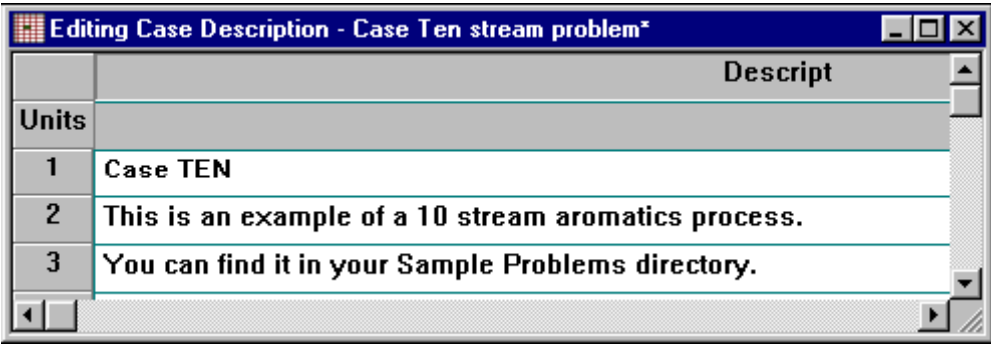 Editing Case Description - Case Ten stream problem*
Descript
Units
1 Case TEN
2 This is an example of a 10 stream aromatics process.
3 You can find it in your Sample Problems directory.